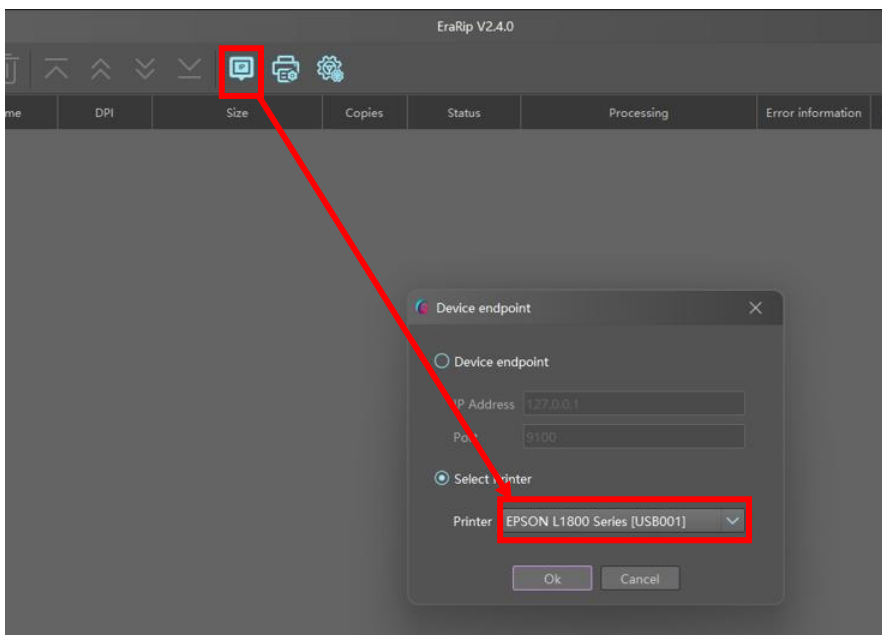 EraRip V2.4.0
me DPI Size Copies Status Processing Error information
Device endpoint
Device endpoint
IP Address 127.0.0.1
Port 9100
Select Printer
Printer EPSON L1800 Series [USB001]
Ok Cancel